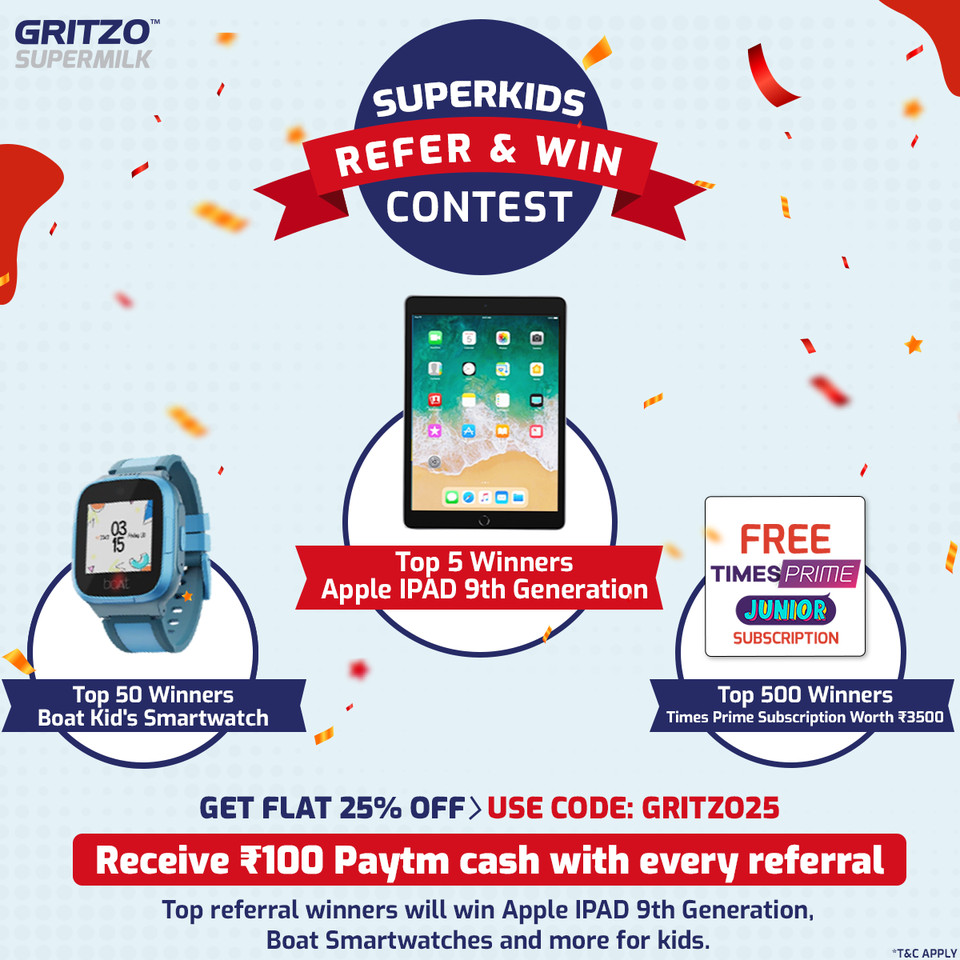 GRITZO™
SUPERMILK
SUPERKIDS
REFER & WIN
CONTEST
Top 5 Winners
Apple IPAD 9th Generation
03
15
boAt
Top 50 Winners
Boat Kid's Smartwatch
FREE
TIMES PRIME
JUNIOR
SUBSCRIPTION
Top 500 Winners
Times Prime Subscription Worth ₹3500
GET FLAT 25% OFF > USE CODE: GRITZO25
Receive ₹100 Paytm cash with every referral
Top referral winners will win Apple IPAD 9th Generation,
Boat Smartwatches and more for kids.
*T&C APPLY